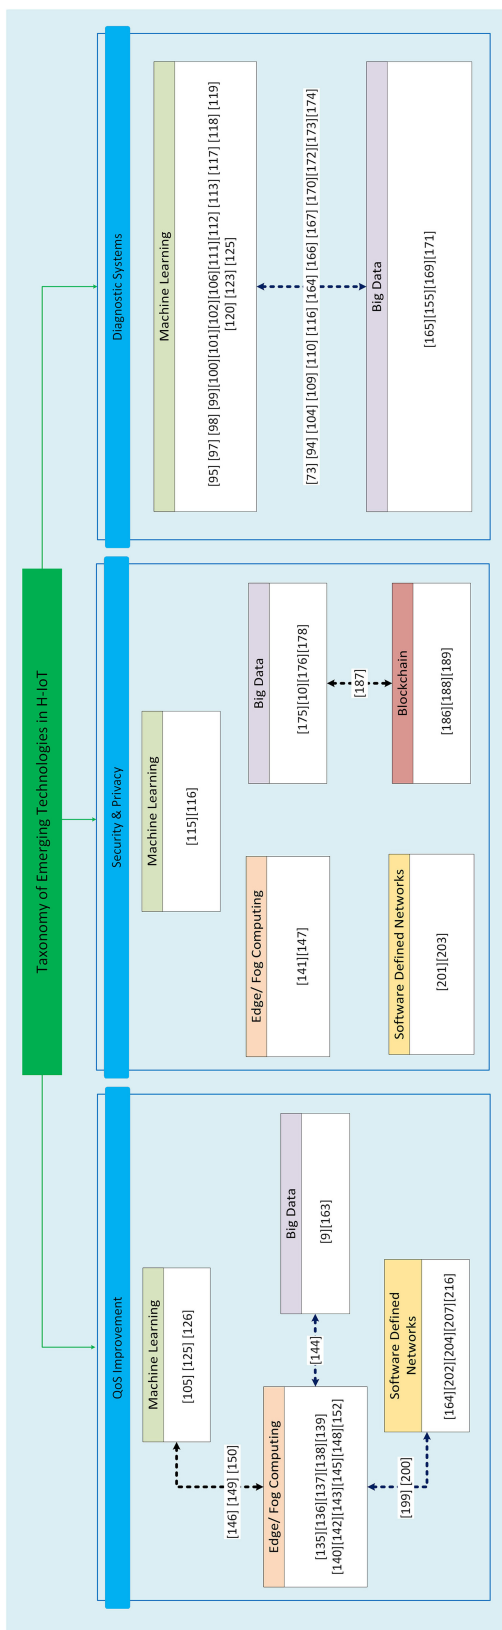 Taxonomy of Emerging Technologies in H-IoT
QoS Improvement
Machine Learning
[105] [125] [126]
[146] [149] [150]
Edge/ Fog Computing
[135][136][137][138][139]
[140][142][143][145][148][152]
[144]
Big Data
[9][163]
[199] [200]
Software Defined
Networks
[164][202][204][207][216]
Security & Privacy
Machine Learning
[115][116]
Edge/ Fog Computing
[141][147]
Big Data
[175][10][176][178]
[187]
Software Defined Networks
[201][203]
Blockchain
[186][188][189]
Diagnostic Systems
Machine Learning
[95] [97] [98] [99][100][101][102][106][111][112] [113] [117] [118] [119]
[120] [123] [125]
[73] [94] [104] [109] [110] [116] [164] [166] [167] [170][172][173][174]
Big Data
[165][155][169][171]